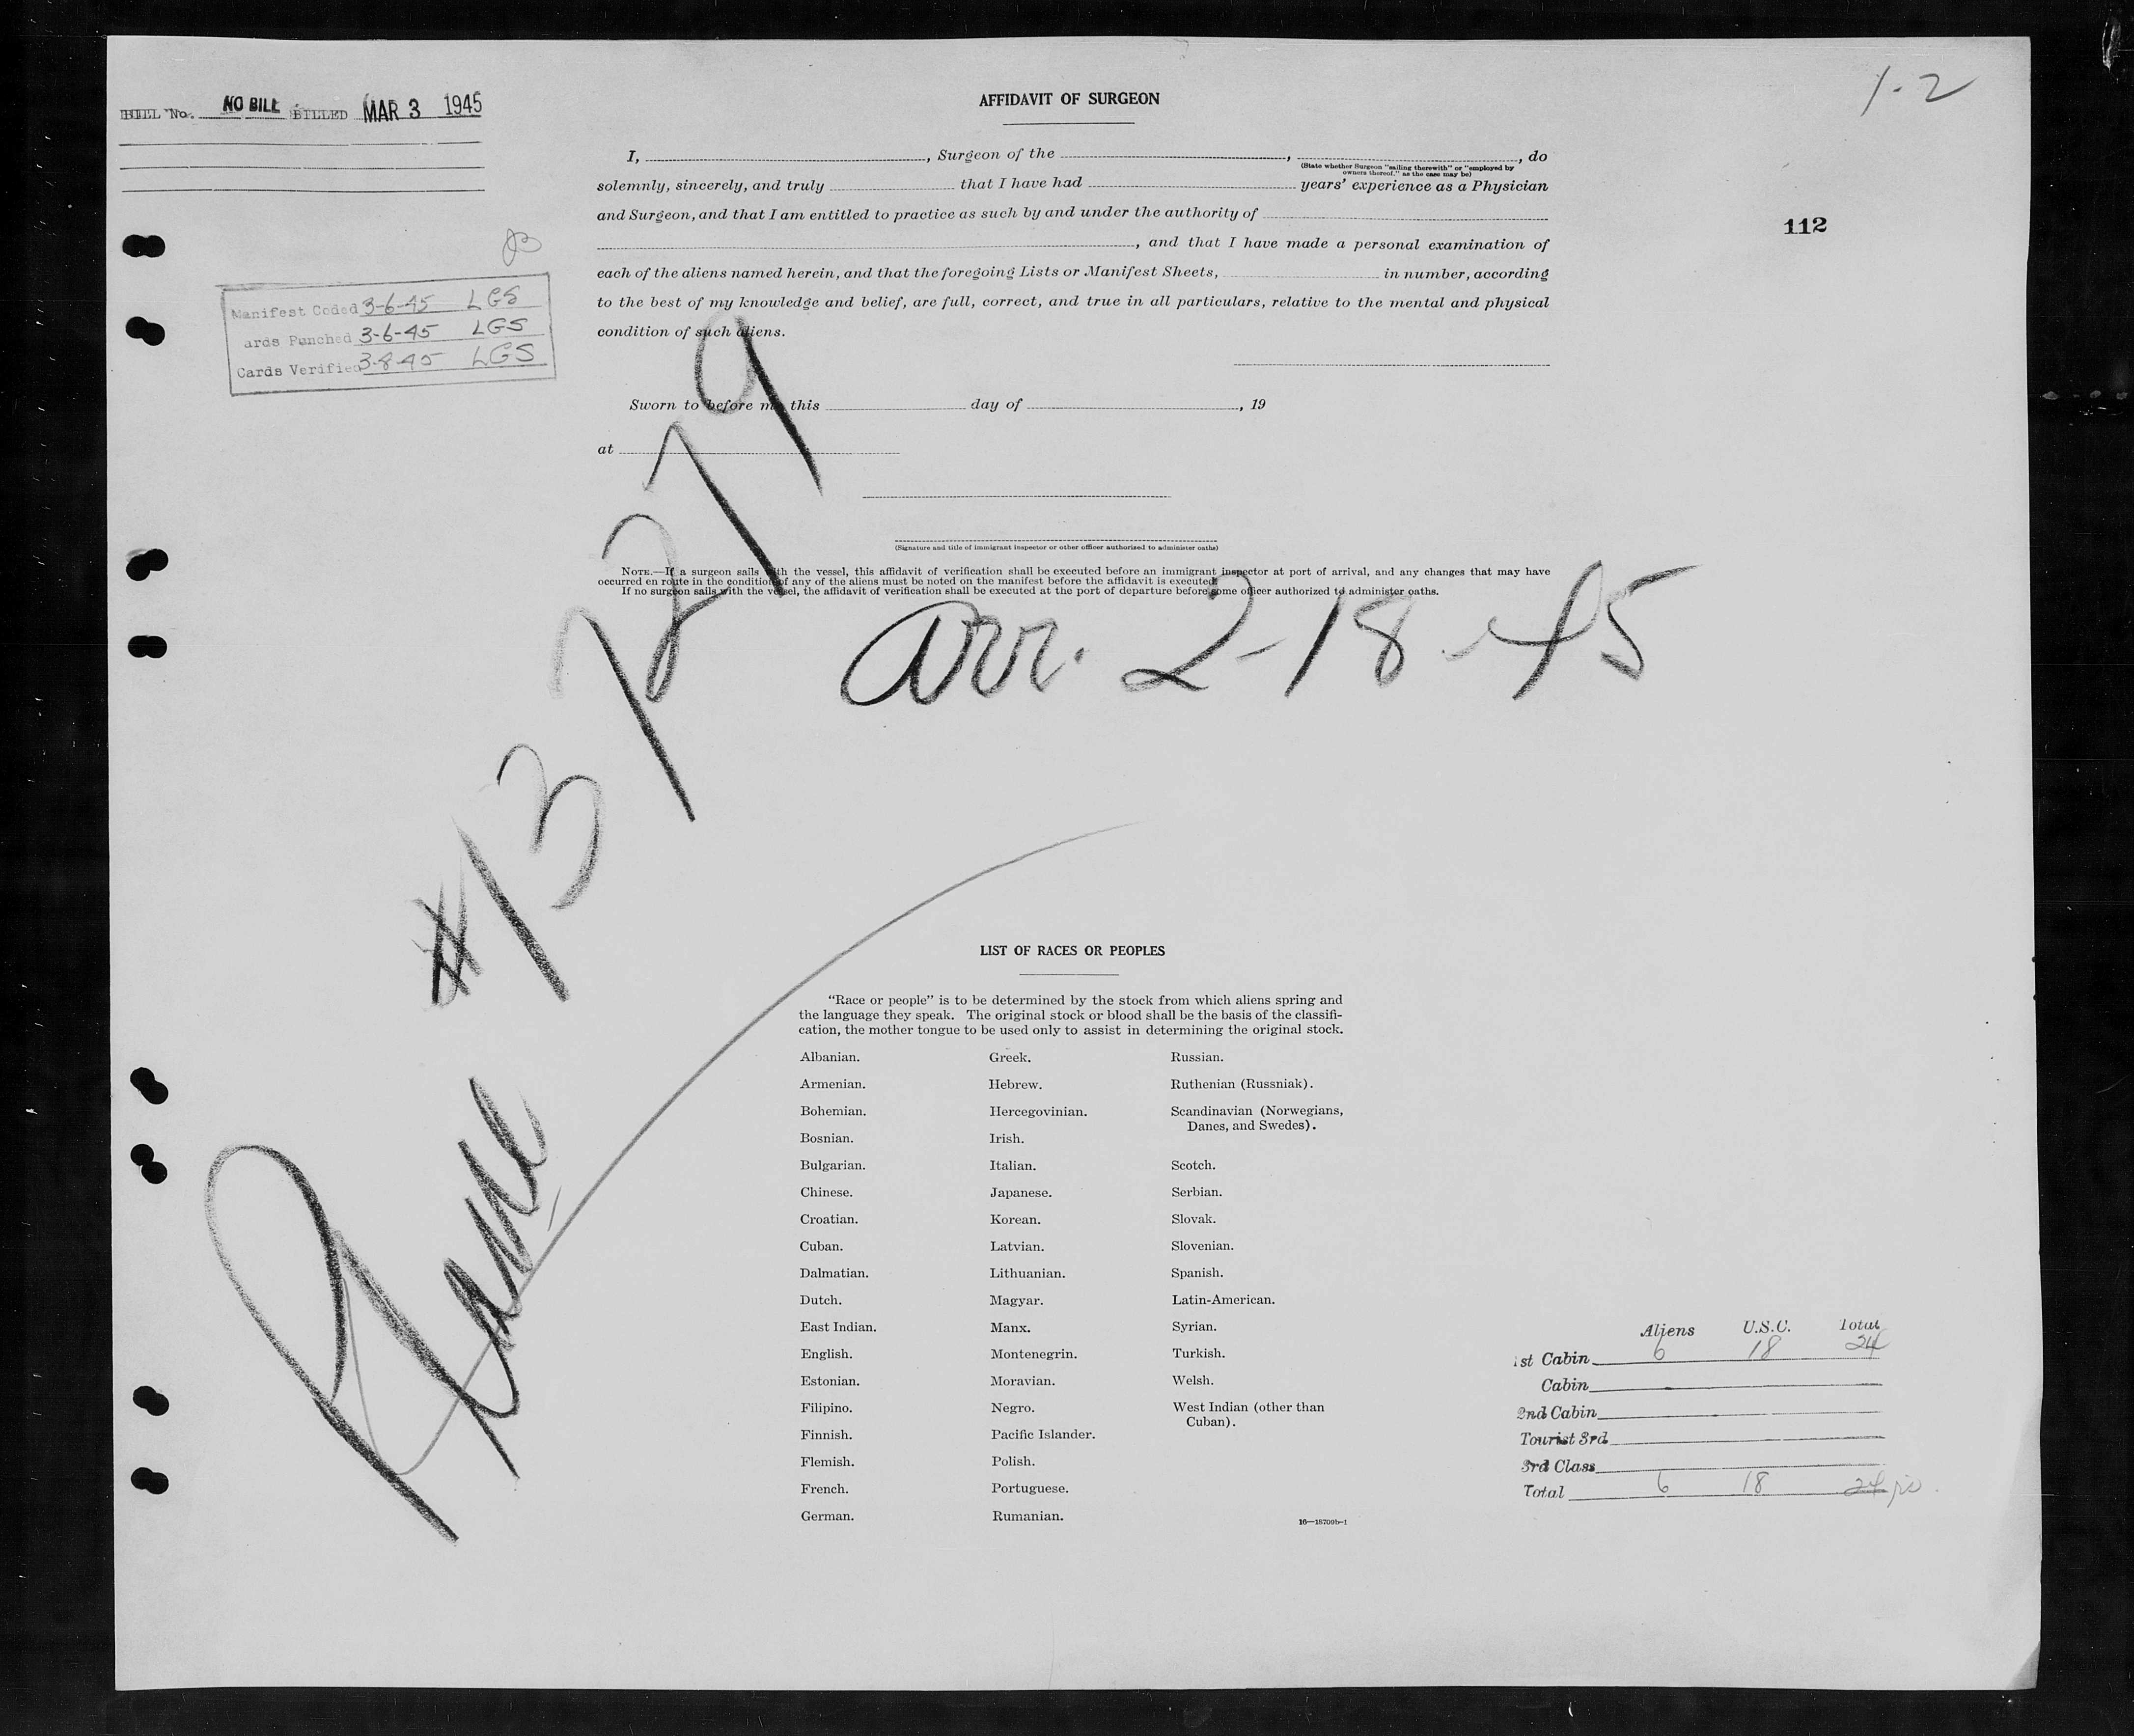 1-2
BILL No. NO BILL BILLED MAR 3 1945
AFFIDAVIT OF SURGEON
I, , Surgeon of the , , do
(State whether Surgeon "sailing therewith" or "employed by
owners thereof," as the case may be)
solemnly, sincerely, and truly that I have had years' experience as a Physician
and Surgeon, and that I am entitled to practice as such by and under the authority of
112
, and that I have made a personal examination of
each of the aliens named herein, and that the foregoing Lists or Manifest Sheets, in number, according
to the best of my knowledge and belief, are full, correct, and true in all particulars, relative to the mental and physical
condition of such aliens.
Manifest Coded 3-6-45 LGS
ards Punched 3-6-45 LGS
Cards Verified 3-8-45 LGS
Sworn to before me this day of , 19
at
(Signature and title of immigrant inspector or other officer authorized to administer oaths)
NOTE.—If a surgeon sails with the vessel, this affidavit of verification shall be executed before an immigrant inspector at port of arrival, and any changes that may have
occurred en route in the condition of any of the aliens must be noted on the manifest before the affidavit is executed.
If no surgeon sails with the vessel, the affidavit of verification shall be executed at the port of departure before some officer authorized to administer oaths.
arr. 2-18-45
Plane #137279
LIST OF RACES OR PEOPLES
"Race or people" is to be determined by the stock from which aliens spring and
the language they speak. The original stock or blood shall be the basis of the classifi-
cation, the mother tongue to be used only to assist in determining the original stock.
Albanian.
Armenian.
Bohemian.
Bosnian.
Bulgarian.
Chinese.
Croatian.
Cuban.
Dalmatian.
Dutch.
East Indian.
English.
Estonian.
Filipino.
Finnish.
Flemish.
French.
German.
Greek.
Hebrew.
Hercegovinian.
Irish.
Italian.
Japanese.
Korean.
Latvian.
Lithuanian.
Magyar.
Manx.
Montenegrin.
Moravian.
Negro.
Pacific Islander.
Polish.
Portuguese.
Rumanian.
Russian.
Ruthenian (Russniak).
Scandinavian (Norwegians,
Danes, and Swedes).
Scotch.
Serbian.
Slovak.
Slovenian.
Spanish.
Latin-American.
Syrian.
Turkish.
Welsh.
West Indian (other than
Cuban).
16—18700b-1
Aliens U.S.C. Total
1st Cabin 6 18 24
Cabin
2nd Cabin
Tourist 3rd
3rd Class
Total 6 18 24